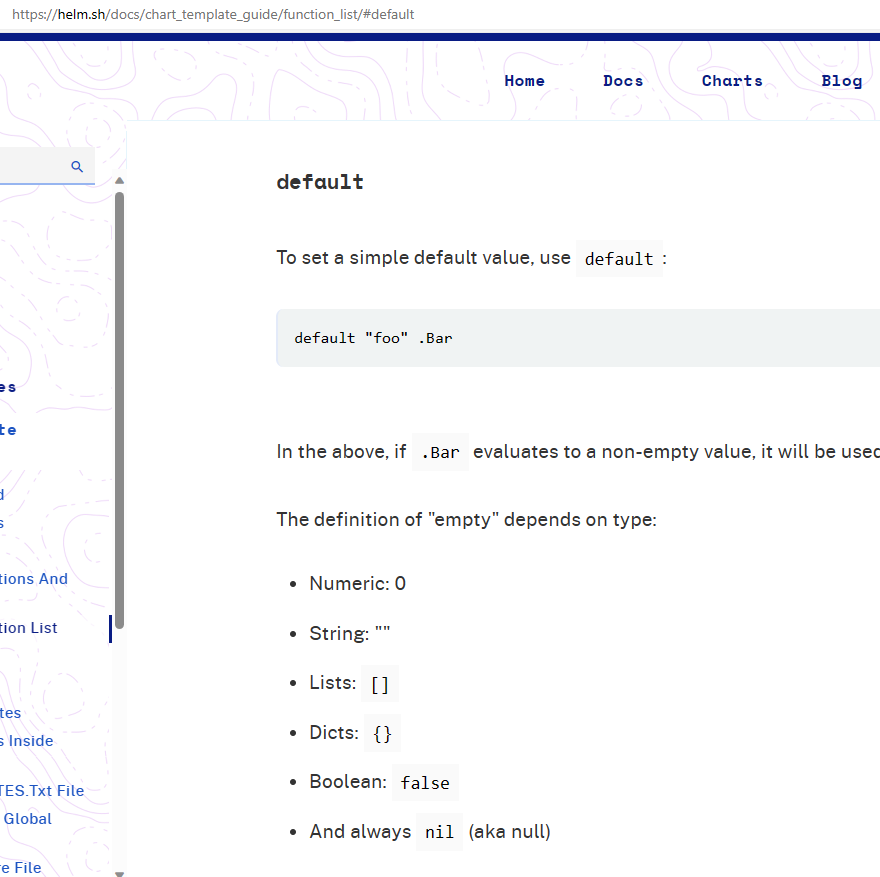 https://helm.sh/docs/chart_template_guide/function_list/#default
Home Docs Charts Blog
default
To set a simple default value, use default :
default "foo" .Bar
In the above, if .Bar evaluates to a non-empty value, it will be used
The definition of "empty" depends on type:
Numeric: 0
String: ""
Lists: []
Dicts: {}
Boolean: false
And always nil (aka null)
es
te
d
s
tions And
tion List
tes
s Inside
TES.Txt File
Global
re File